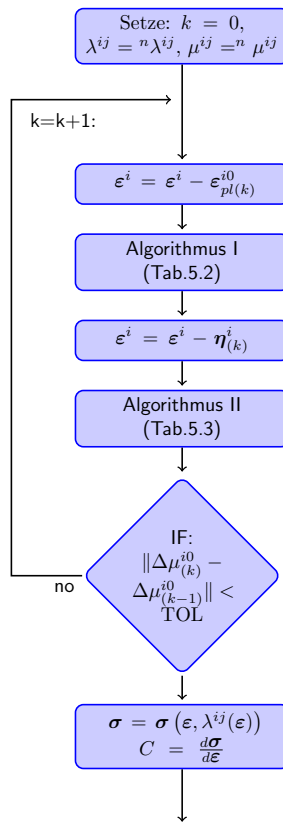 Setze: k = 0,
λ^{ij} = ^nλ^{ij}, μ^{ij} =^n μ^{ij}
k=k+1:
ε^i = ε^i − ε^{i0}_{pl(k)}
Algorithmus I
(Tab.5.2)
ε^i = ε^i − η^i_{(k)}
Algorithmus II
(Tab.5.3)
IF:
‖Δμ^{i0}_{(k)} −
Δμ^{i0}_{(k−1)}‖ <
TOL
no
σ = σ (ε, λ^{ij}(ε))
C = dσ/dε